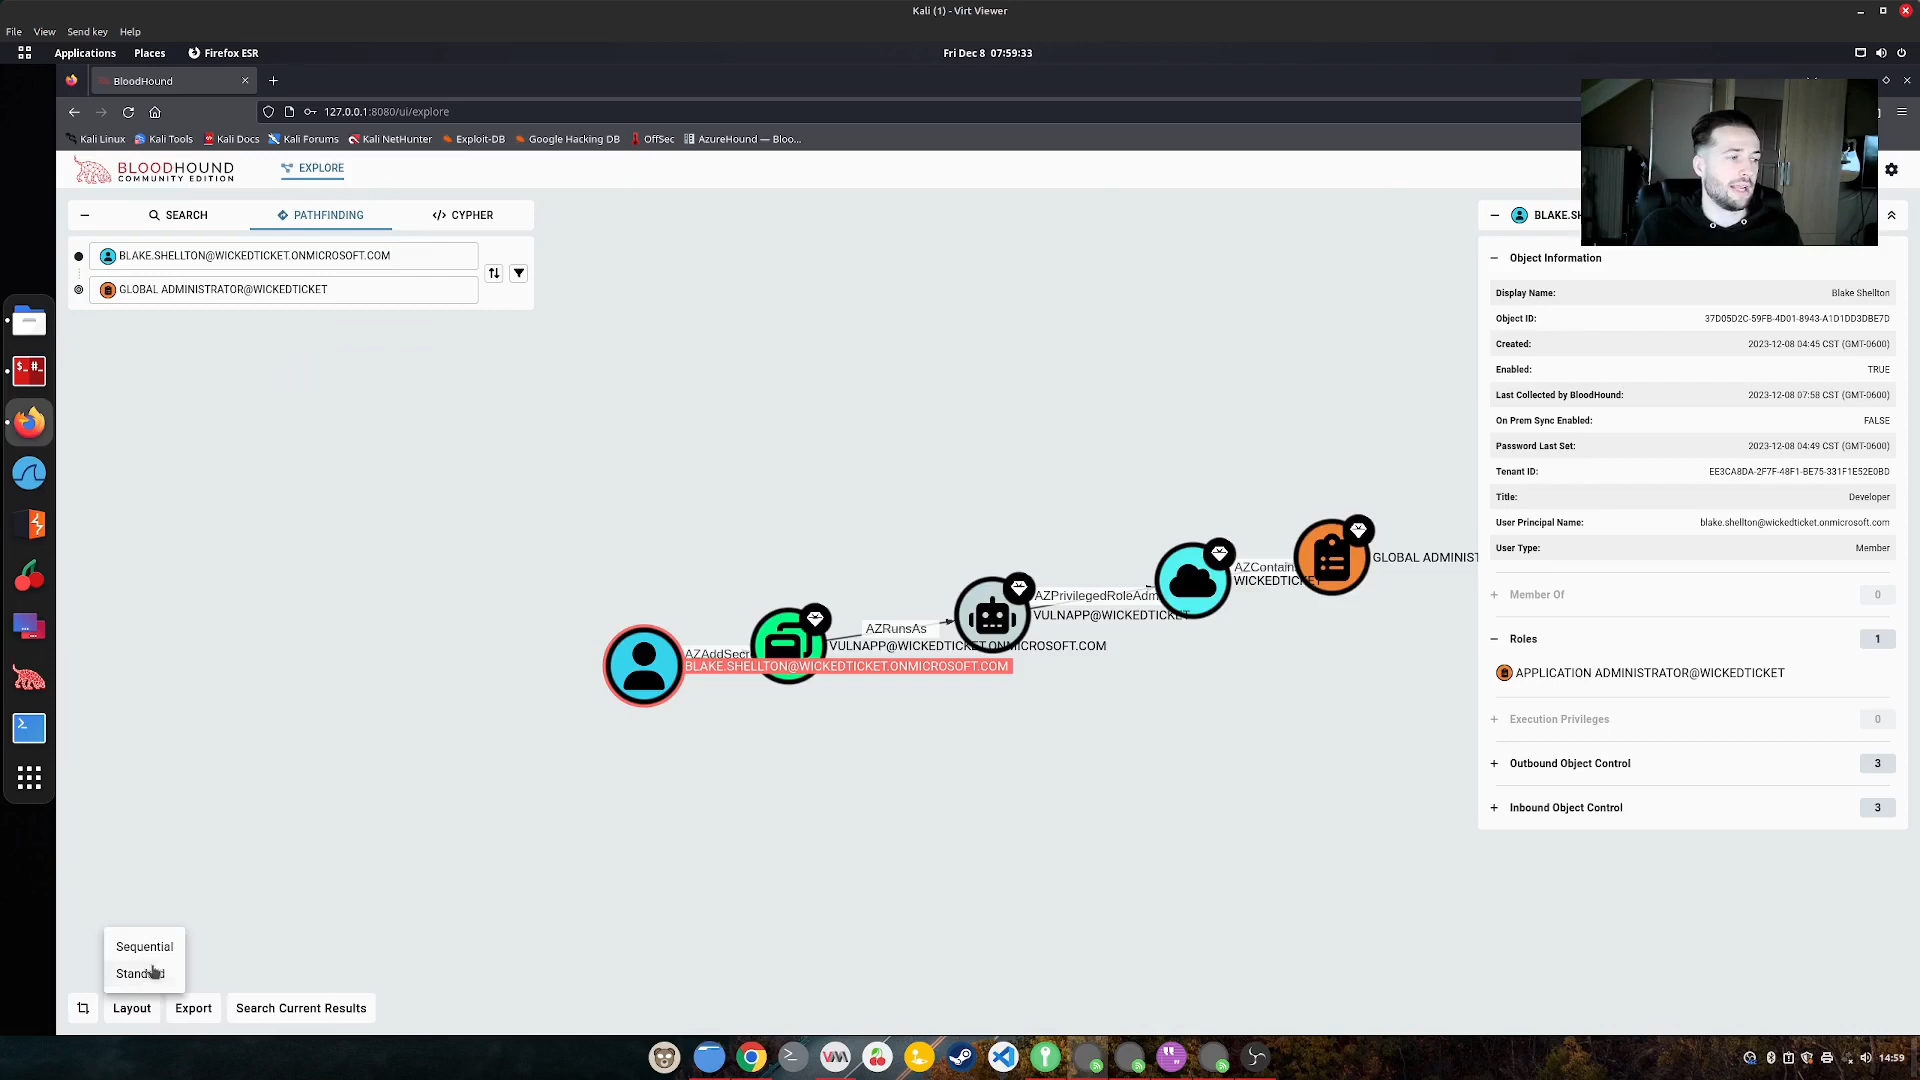 Kali (1) - Virt Viewer
File View Send key Help
Applications Places Firefox ESR Fri Dec 8 07:59:33
BloodHound
127.0.0.1:8080/ui/explore
Kali Linux Kali Tools Kali Docs Kali Forums Kali NetHunter Exploit-DB Google Hacking DB OffSec AzureHound — Bloo...
BLOODHOUND
COMMUNITY EDITION
EXPLORE
SEARCH PATHFINDING CYPHER
BLAKE.SHELLTON@WICKEDTICKET.ONMICROSOFT.COM
GLOBAL ADMINISTRATOR@WICKEDTICKET
BLAKE.SH
Object Information
Display Name: Blake Shellton
Object ID: 37D05D2C-59FB-4D01-8943-A1D1DD3DBE7D
Created: 2023-12-08 04:45 CST (GMT-0600)
Enabled: TRUE
Last Collected by BloodHound: 2023-12-08 07:58 CST (GMT-0600)
On Prem Sync Enabled: FALSE
Password Last Set: 2023-12-08 04:49 CST (GMT-0600)
Tenant ID: EE3CA8DA-2F7F-48F1-BE75-331F1E52E0BD
Title: Developer
User Principal Name: blake.shellton@wickedticket.onmicrosoft.com
User Type: Member
Member Of 0
Roles 1
APPLICATION ADMINISTRATOR@WICKEDTICKET
Execution Privileges 0
Outbound Object Control 3
Inbound Object Control 3
GLOBAL ADMINIST
AZContains
WICKEDTICKET
AZPrivilegedRoleAdm
VULNAPP@WICKEDTICKET
AZRunsAs
VULNAPP@WICKEDTICKET.ONMICROSOFT.COM
AZAddSecr
BLAKE.SHELLTON@WICKEDTICKET.ONMICROSOFT.COM
Sequential
Standard
Layout Export Search Current Results
14:59